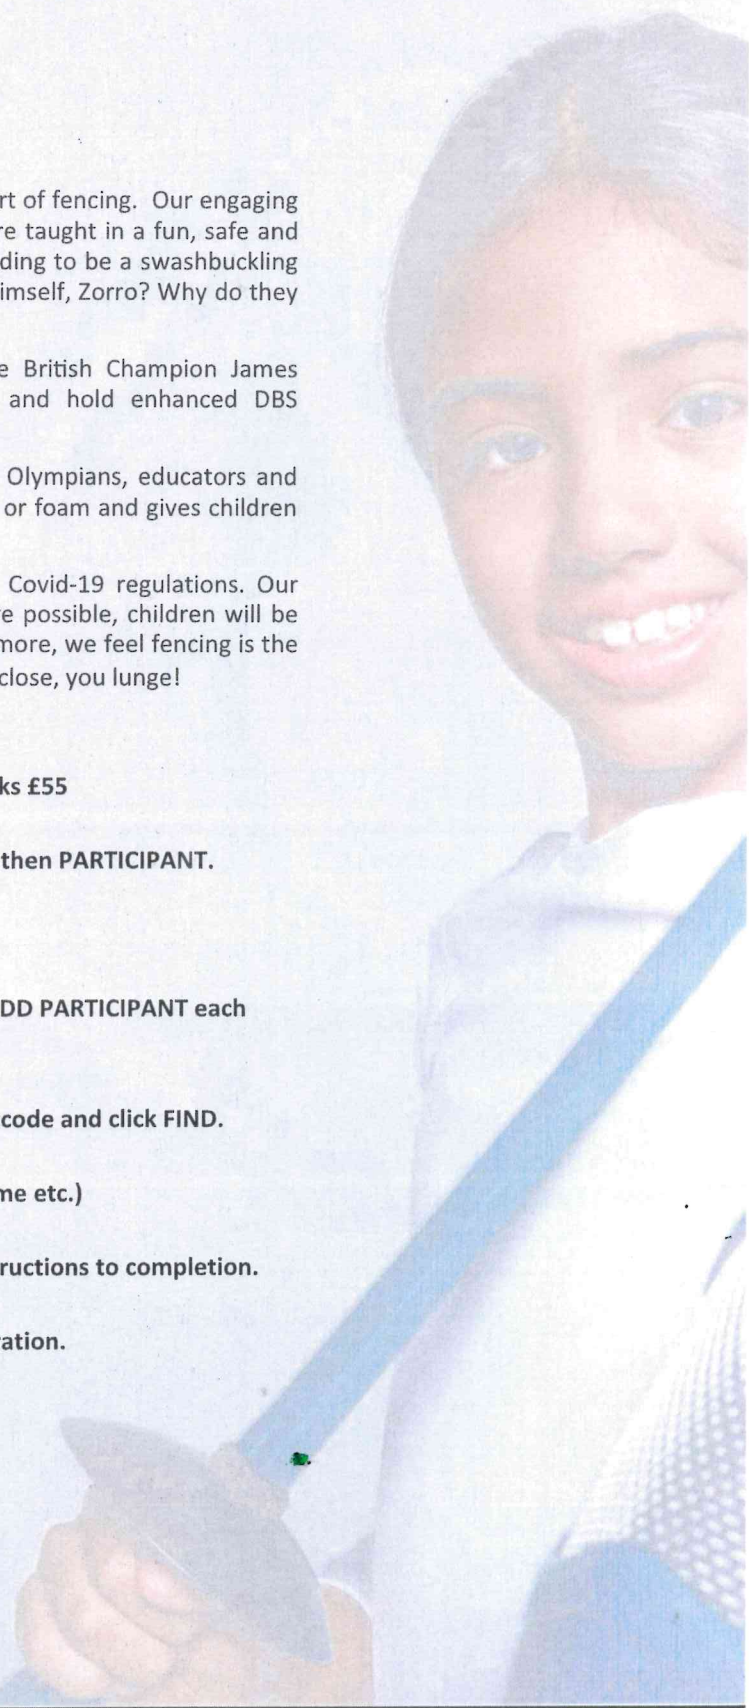 rt of fencing. Our engaging
re taught in a fun, safe and
ding to be a swashbuckling
imself, Zorro? Why do they
e British Champion James
and hold enhanced DBS
Olympians, educators and
or foam and gives children
Covid-19 regulations. Our
e possible, children will be
more, we feel fencing is the
close, you lunge!
ks £55
then PARTICIPANT.
DD PARTICIPANT each
code and click FIND.
me etc.)
ructions to completion.
ation.